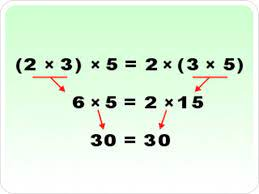 (2 × 3) × 5 = 2 × (3 × 5)
6 × 5 = 2 × 15
30 = 30